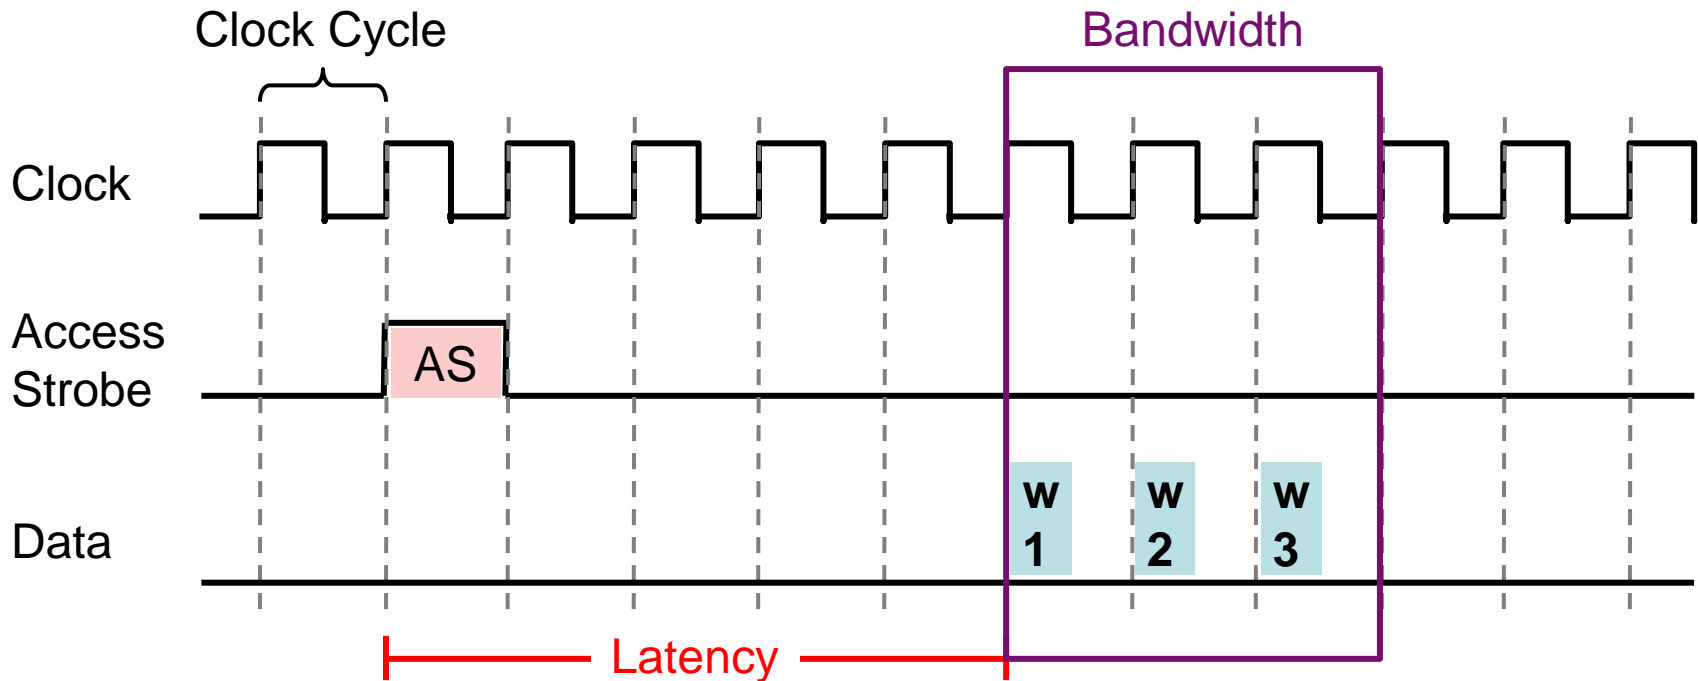 Clock Cycle
Bandwidth
Clock
Access
Strobe
AS
Data
w
1
w
2
w
3
Latency